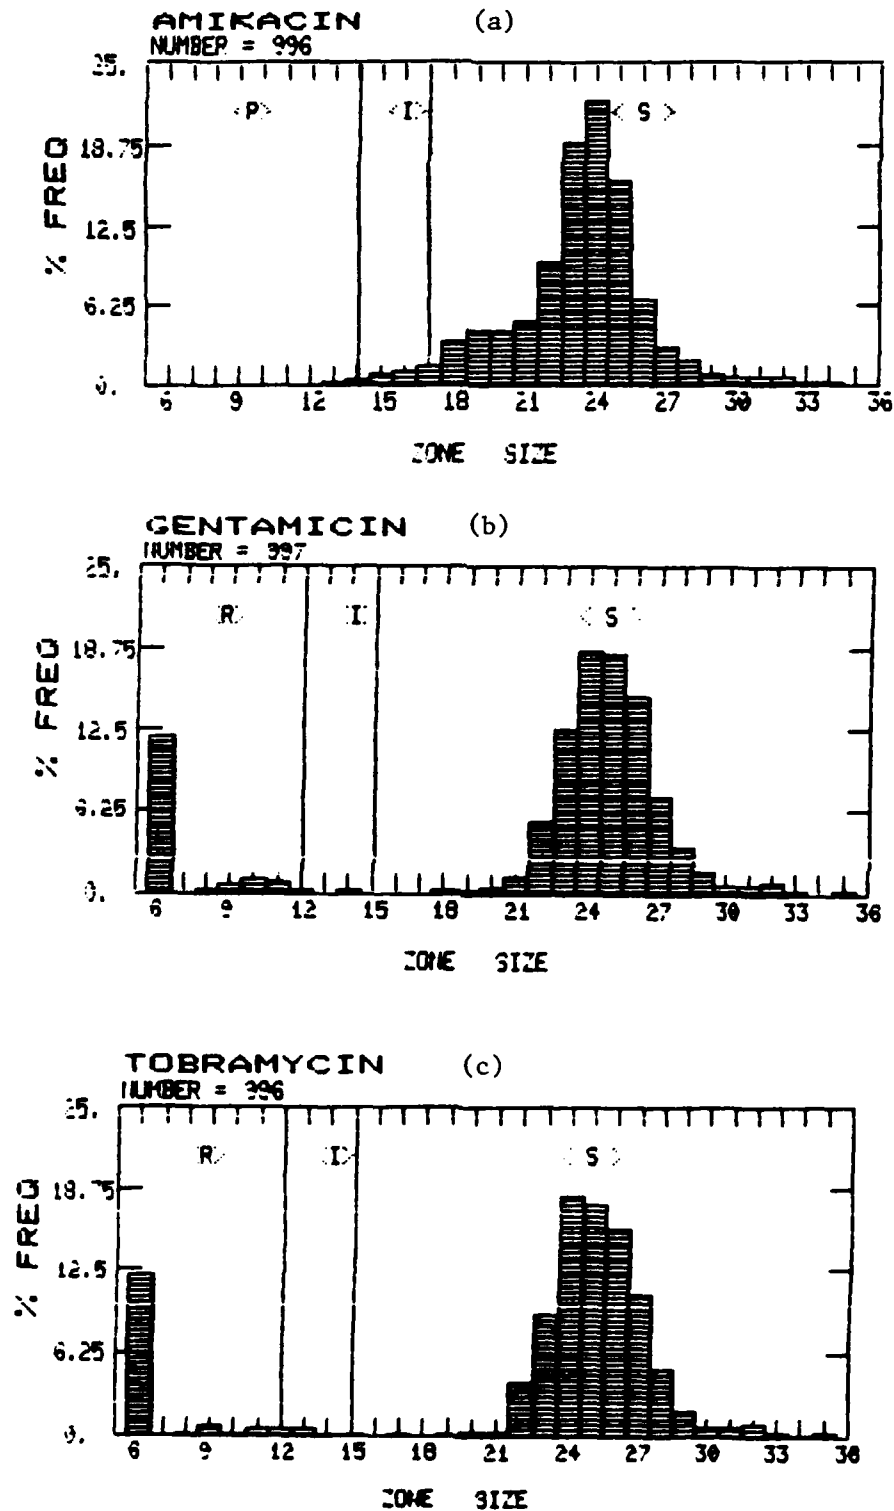 AMIKACIN (a)
NUMBER = 996
25.
<P> <I> <S>
18.75
12.5
6.25
0.
% FREQ
6 9 12 15 18 21 24 27 30 33 36
ZONE SIZE
GENTAMICIN (b)
NUMBER = 997
25.
R I < S
18.75
12.5
6.25
0.
% FREQ
6 9 12 15 21 24 27 30 33 36
ZONE SIZE
TOBRAMYCIN (c)
NUMBER = 996
25.
R> I> < S >
18.75
12.5
6.25
0.
% FREQ
6 9 12 15 18 21 24 27 30 33 36
ZONE SIZE